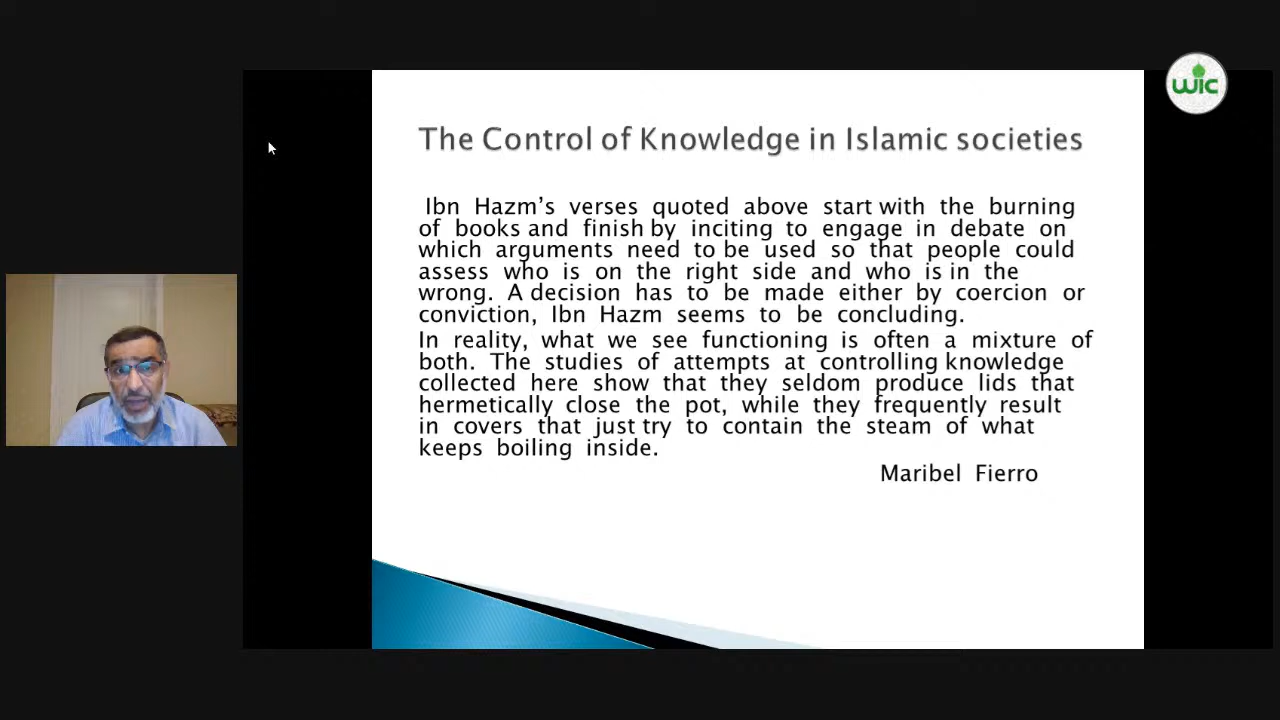 WIC
The Control of Knowledge in Islamic societies
Ibn Hazm's verses quoted above start with the burning
of books and finish by inciting to engage in debate on
which arguments need to be used so that people could
assess who is on the right side and who is in the
wrong. A decision has to be made either by coercion or
conviction, Ibn Hazm seems to be concluding.
In reality, what we see functioning is often a mixture of
both. The studies of attempts at controlling knowledge
collected here show that they seldom produce lids that
hermetically close the pot, while they frequently result
in covers that just try to contain the steam of what
keeps boiling inside.
Maribel Fierro